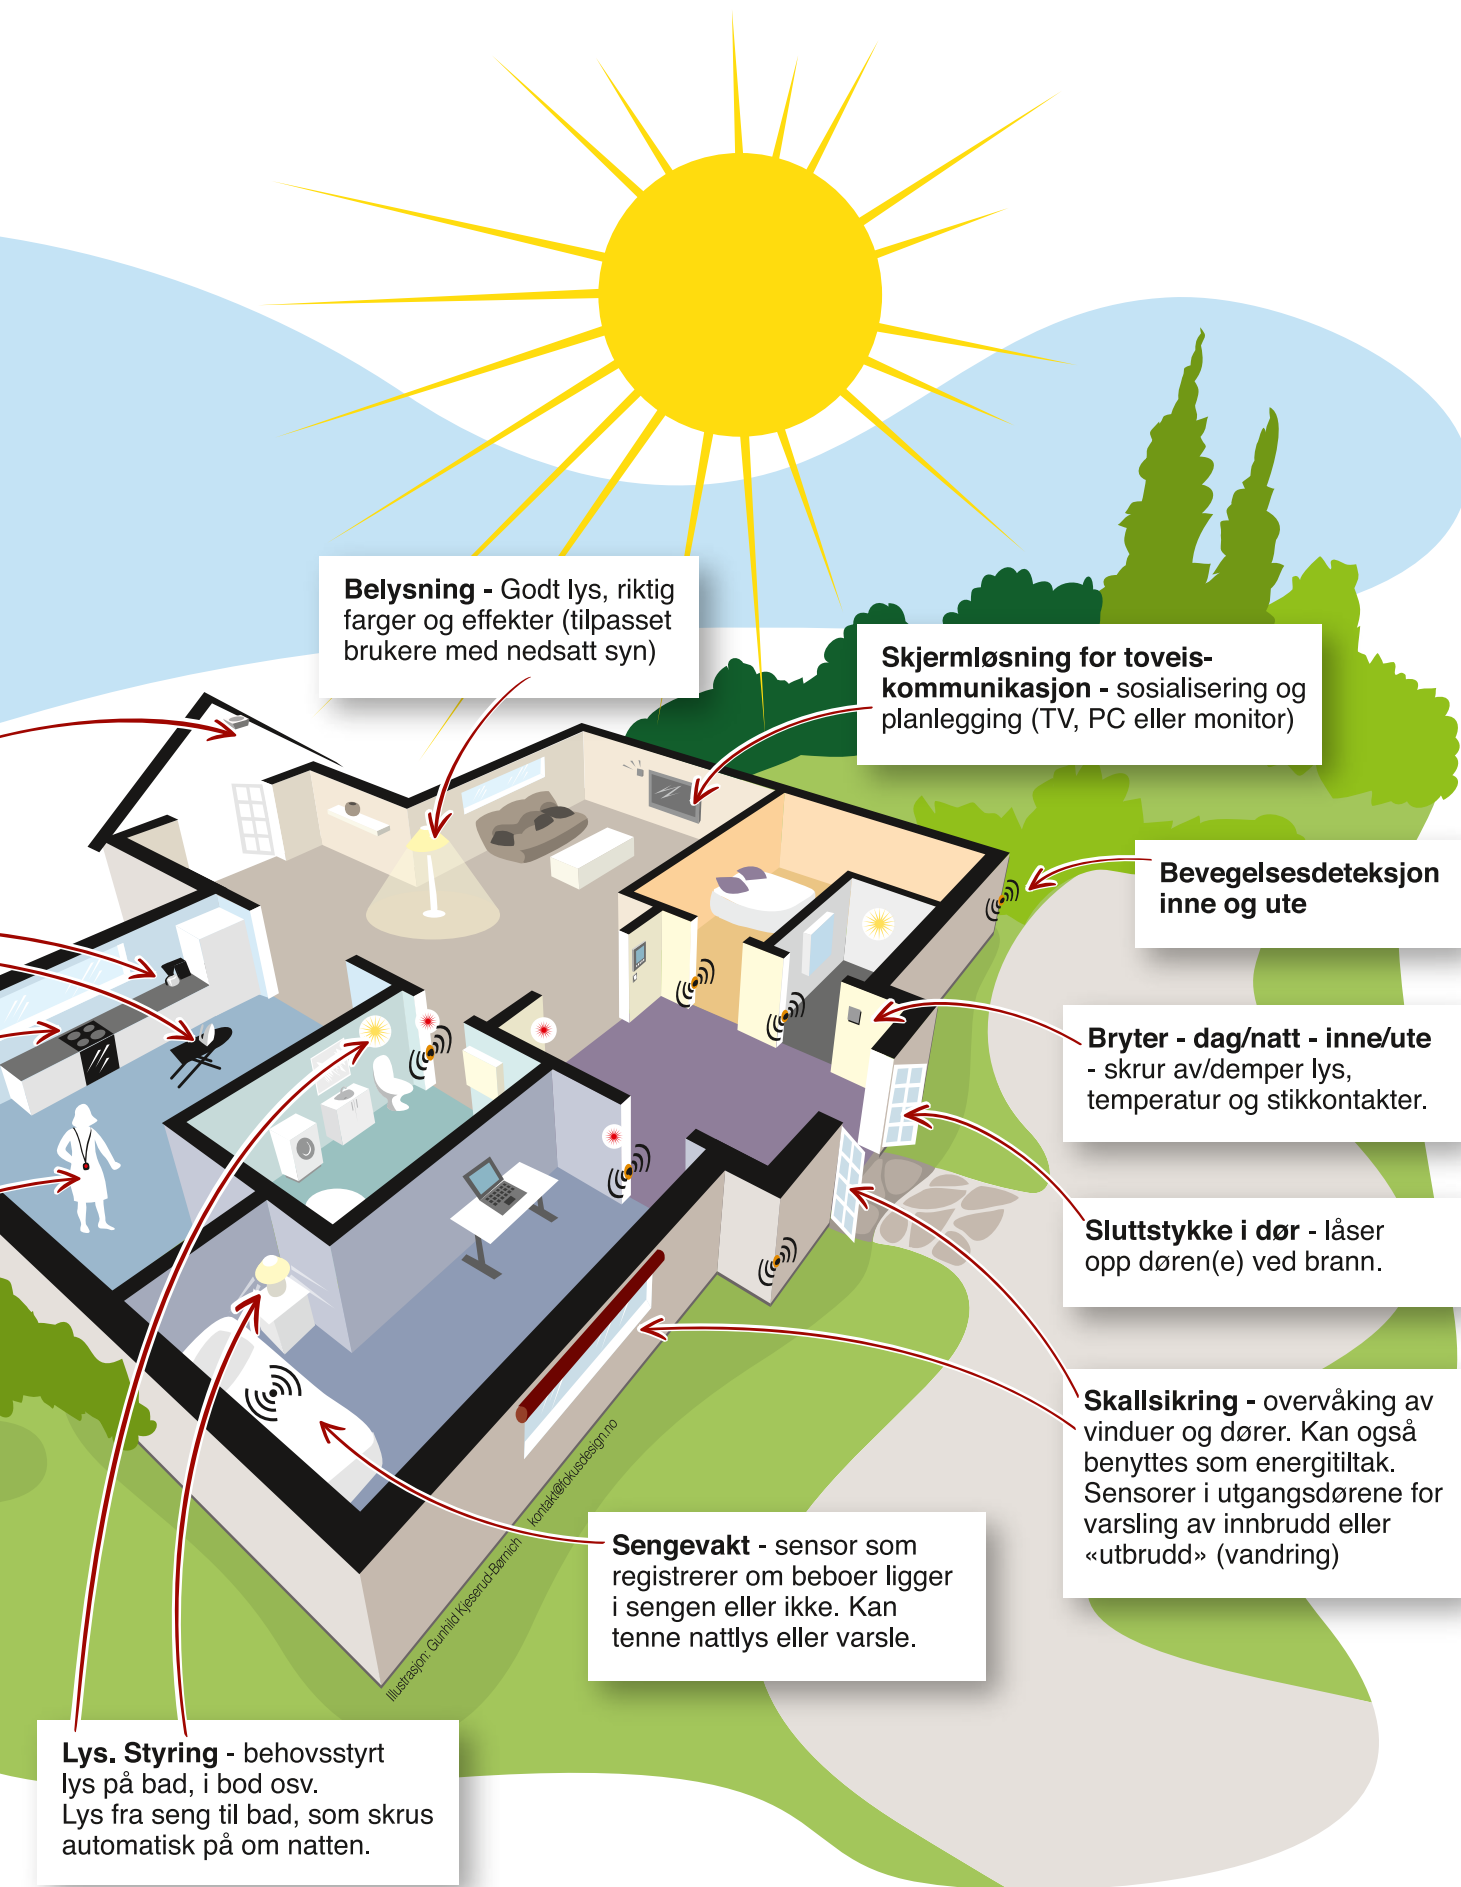 Belysning - Godt lys, riktig
farger og effekter (tilpasset
brukere med nedsatt syn)
Skjermløsning for toveis-
kommunikasjon - sosialisering og
planlegging (TV, PC eller monitor)
Bevegelsesdeteksjon
inne og ute
Bryter - dag/natt - inne/ute
- skrur av/demper lys,
temperatur og stikkontakter.
Sluttstykke i dør - låser
opp døren(e) ved brann.
Skallsikring - overvåking av
vinduer og dører. Kan også
benyttes som energitiltak.
Sensorer i utgangsdørene for
varsling av innbrudd eller
«utbrudd» (vandring)
Sengevakt - sensor som
registrerer om beboer ligger
i sengen eller ikke. Kan
tenne nattlys eller varsle.
Illustrasjon: Gunhild Kjeserud-Børnich kontakt@fokusdesign.no
Lys. Styring - behovsstyrt
lys på bad, i bod osv.
Lys fra seng til bad, som skrus
automatisk på om natten.